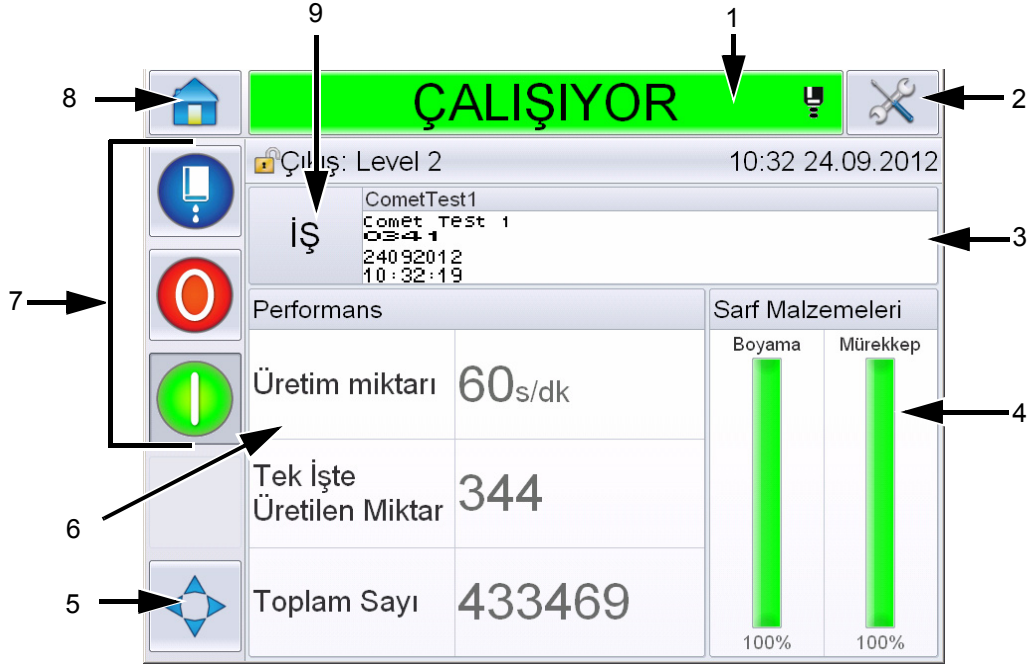 9
1
ÇALIŞIYOR
8
2
Çıkış: Level 2
10:32 24.09.2012
CometTest1
İŞ
Comet Test 1
0341
24092012
10:32:19
3
7
Performans
Sarf Malzemeleri
Boyama
Mürekkep
Üretim miktarı
60s/dk
4
Tek İşte
Üretilen Miktar
344
6
5
Toplam Sayı
433469
100%
100%